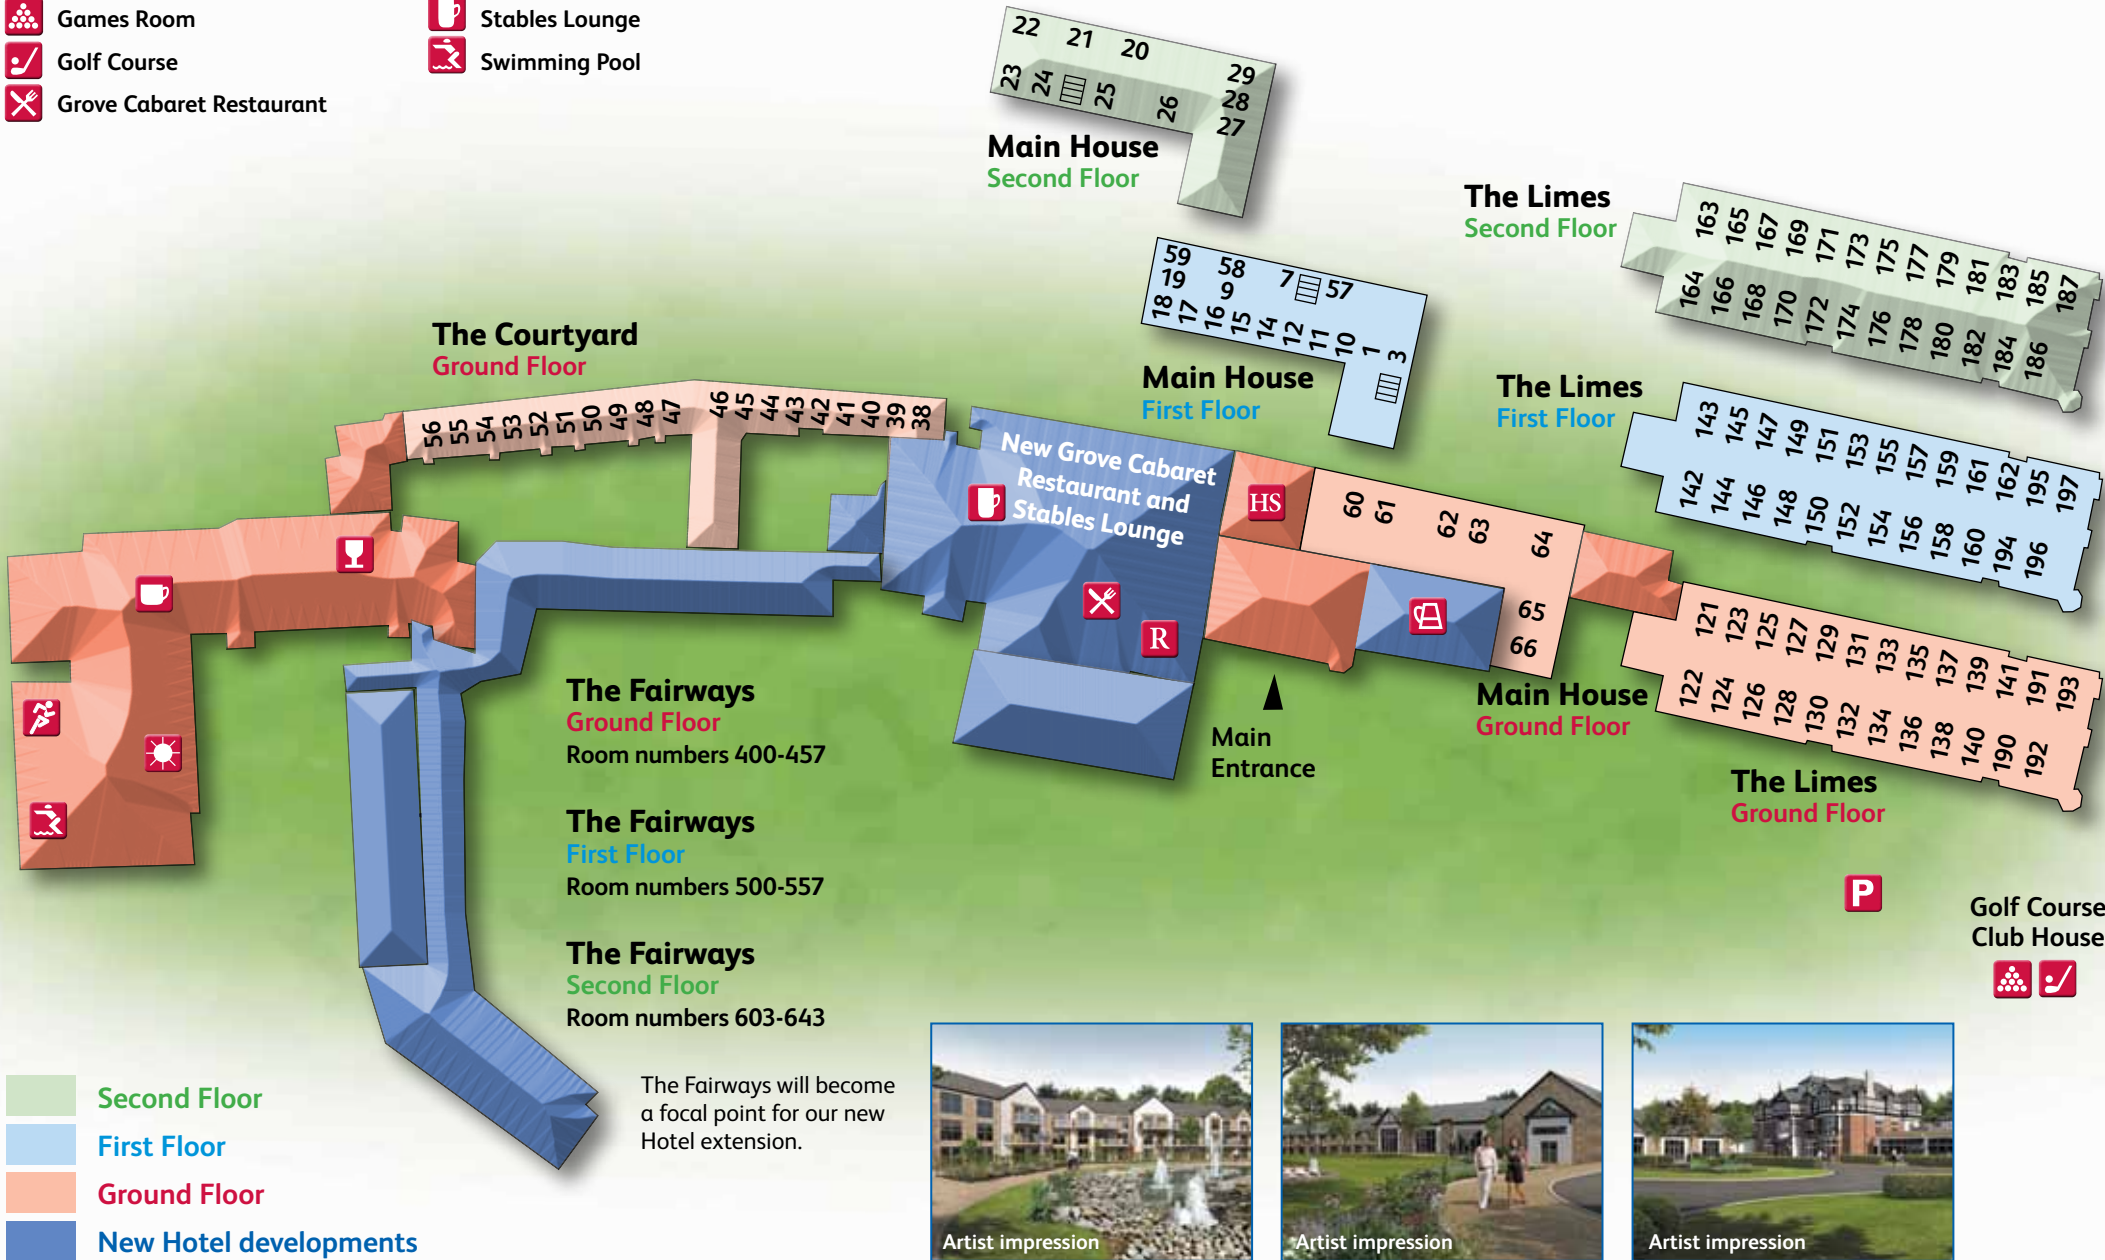 Games Room
Golf Course
Grove Cabaret Restaurant
Stables Lounge
Swimming Pool
22 21 20 29
23 24 25 26 28
27
Main House
Second Floor
The Limes
Second Floor
163 165 167 169 171 173 175 177 179 181 183 185 187
164 166 168 170 172 174 176 178 180 182 184 186
59 58 7 57
19 9
18 17 16 15 14 12 11 10 1 3
Main House
First Floor
The Limes
First Floor
143 145 147 149 151 153 155 157 159 161 162 195 197
142 144 146 148 150 152 154 156 158 160 194 196
The Courtyard
Ground Floor
56 55 54 53 52 51 50 49 48 47 46 45 44 43 42 41 40 39 38
New Grove Cabaret
Restaurant and
Stables Lounge
HS
R
60 61 62 63 64
65
66
Main
Entrance
Main House
Ground Floor
121 123 125 127 129 131 133 135 137 139 141 191 193
122 124 126 128 130 132 134 136 138 140 190 192
The Limes
Ground Floor
The Fairways
Ground Floor
Room numbers 400-457
The Fairways
First Floor
Room numbers 500-557
The Fairways
Second Floor
Room numbers 603-643
The Fairways will become
a focal point for our new
Hotel extension.
P
Golf Course
Club House
Second Floor
First Floor
Ground Floor
New Hotel developments
Artist impression
Artist impression
Artist impression